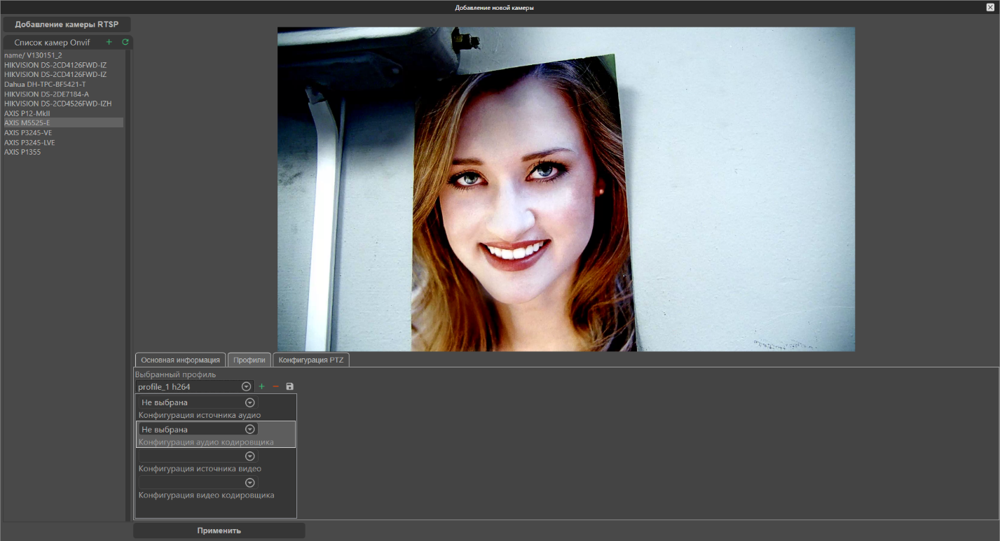 Добавление новой камеры
Добавление камеры RTSP
Список камер Onvif
name/ V130151_2
HIKVISION DS-2CD4126FWD-IZ
HIKVISION DS-2CD4126FWD-IZ
Dahua DH-TPC-BF5421-T
HIKVISION DS-2DE7184-A
HIKVISION DS-2CD4526FWD-IZH
AXIS P12-MkII
AXIS M5525-E
AXIS P3245-VE
AXIS P3245-LVE
AXIS P1355
Основная информация
Профили
Конфигурация PTZ
Выбранный профиль
profile_1 h264
Не выбрана
Конфигурация источника аудио
Не выбрана
Конфигурация аудио кодировщика
Конфигурация источника видео
Конфигурация видео кодировщика
Применить